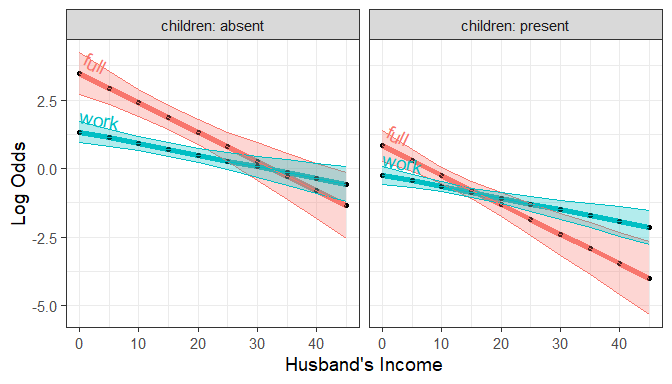 children: absent
children: present
full
work
full
work
2.5
0.0
-2.5
-5.0
Log Odds
0 10 20 30 40
0 10 20 30 40
Husband's Income